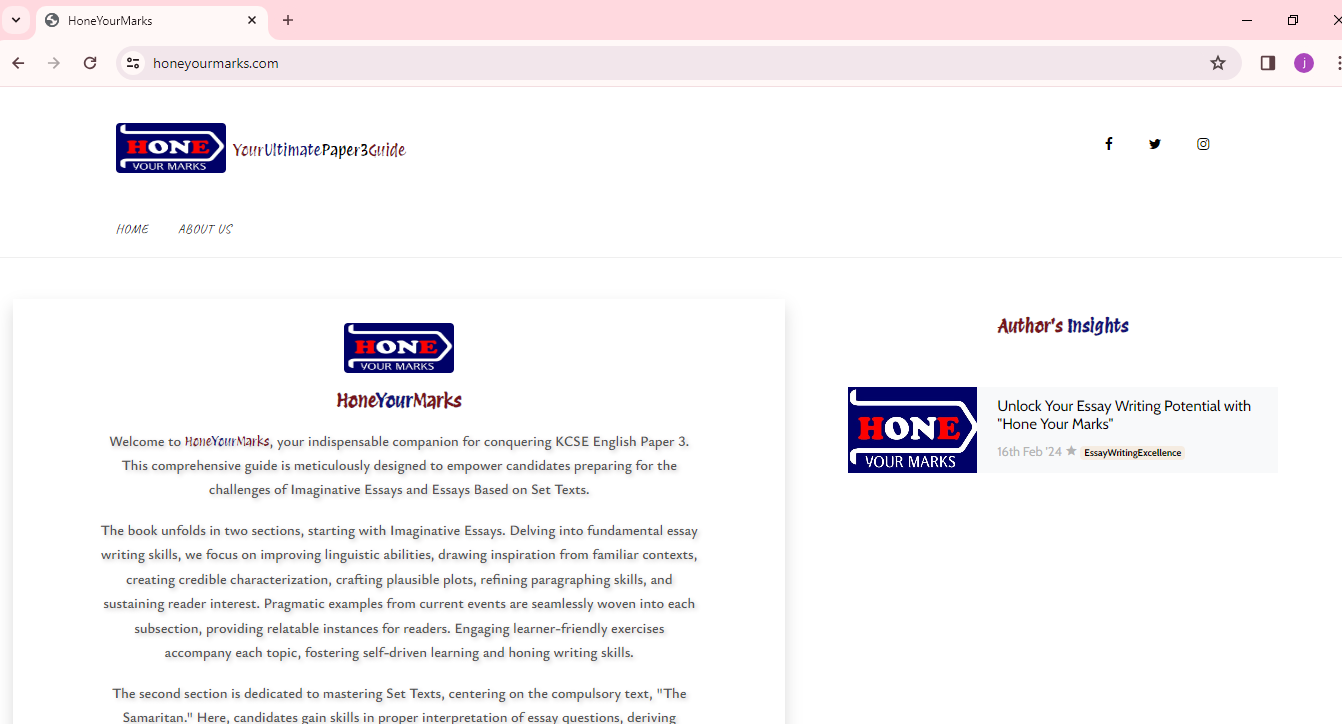 HoneYourMarks
honeyourmarks.com
j
HONE
YOUR MARKS
YourUltimatePaper3Guide
HOME
ABOUT US
HONE
YOUR MARKS
HoneYourMarks
Welcome to HoneYourMarks, your indispensable companion for conquering KCSE English Paper 3.
This comprehensive guide is meticulously designed to empower candidates preparing for the
challenges of Imaginative Essays and Essays Based on Set Texts.
The book unfolds in two sections, starting with Imaginative Essays. Delving into fundamental essay
writing skills, we focus on improving linguistic abilities, drawing inspiration from familiar contexts,
creating credible characterization, crafting plausible plots, refining paragraphing skills, and
sustaining reader interest. Pragmatic examples from current events are seamlessly woven into each
subsection, providing relatable instances for readers. Engaging learner-friendly exercises
accompany each topic, fostering self-driven learning and honing writing skills.
The second section is dedicated to mastering Set Texts, centering on the compulsory text, "The
Samaritan." Here, candidates gain skills in proper interpretation of essay questions, deriving
Author's Insights
HONE
YOUR MARKS
Unlock Your Essay Writing Potential with
"Hone Your Marks"
16th Feb '24 ★ EssayWritingExcellence